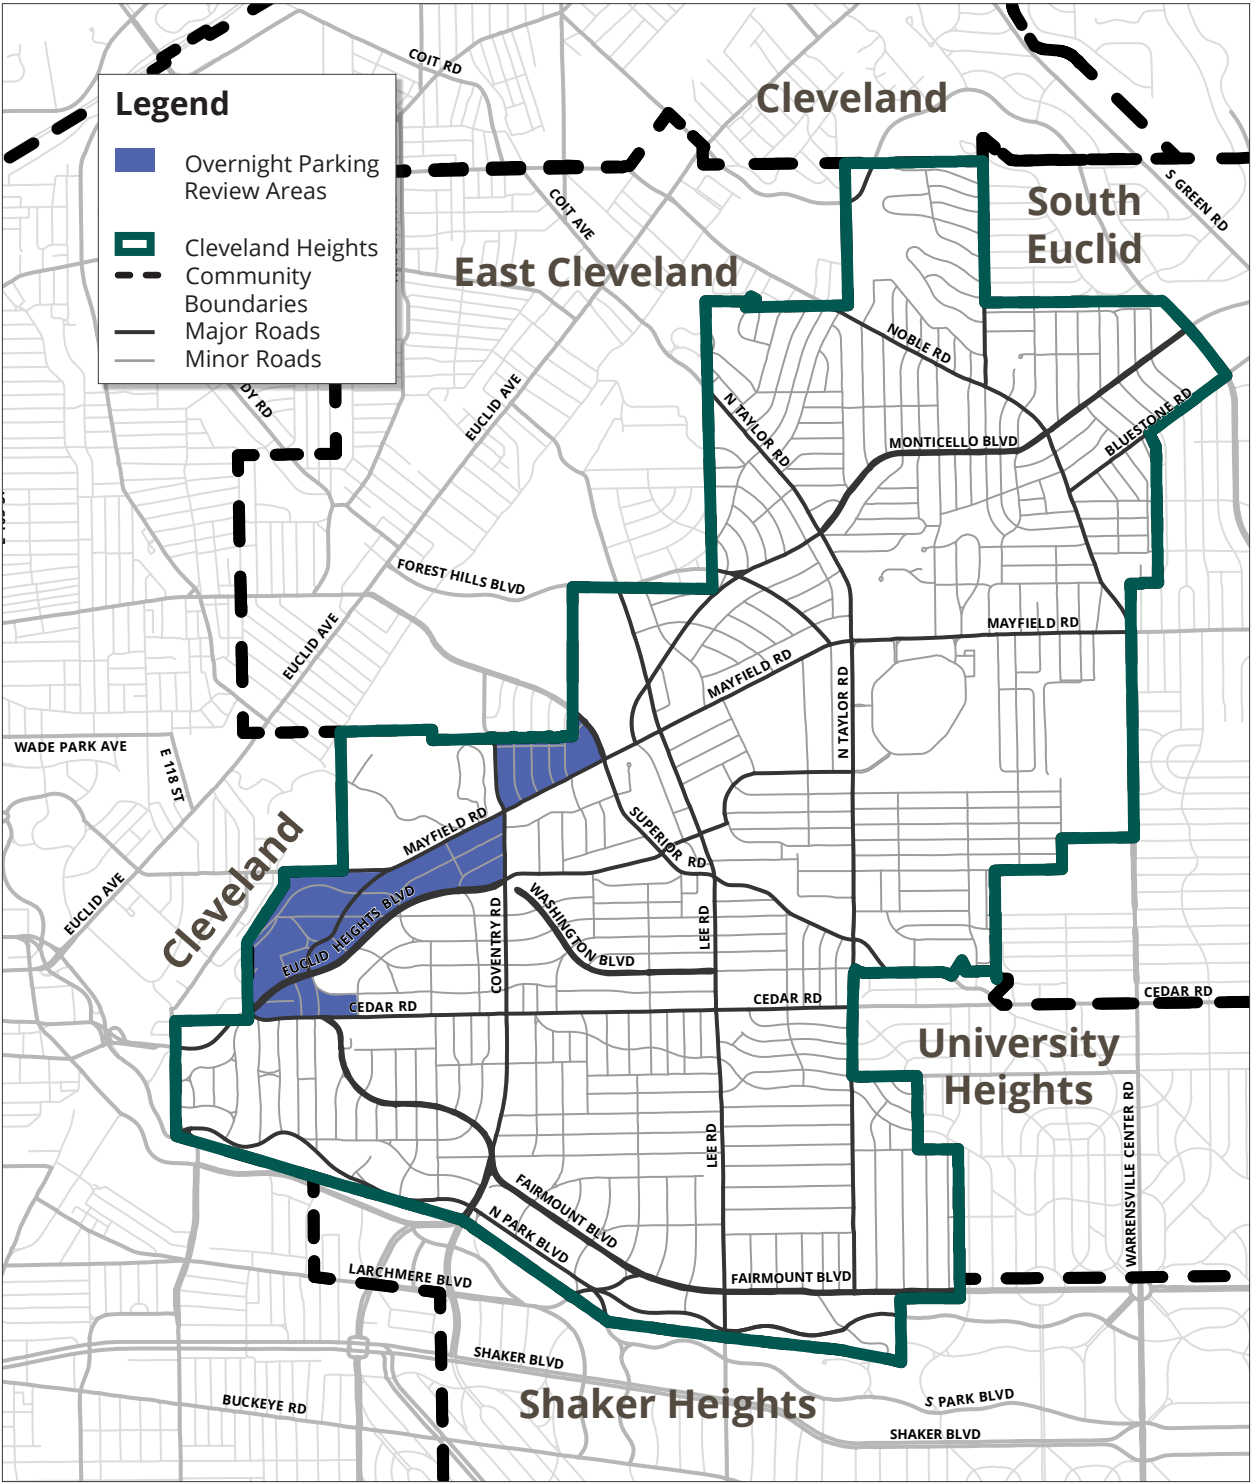 COIT RD
Cleveland
Legend
Overnight Parking
Review Areas
Cleveland Heights
Community
Boundaries
Major Roads
Minor Roads
S GREEN RD
South
Euclid
COIT AVE
East Cleveland
NOBLE RD
DY RD
EUCLID AVE
N TAYLOR RD
BLUESTONE RD
MONTICELLO BLVD
FOREST HILLS BLVD
EUCLID AVE
MAYFIELD RD
MAYFIELD RD
N TAYLOR RD
WADE PARK AVE
E 118 ST
MAYFIELD RD
SUPERIOR RD
Cleveland
EUCLID AVE
EUCLID HEIGHTS BLVD
COVENTRY RD
WASHINGTON BLVD
LEE RD
CEDAR RD
CEDAR RD
CEDAR RD
University
Heights
WARRENSVILLE CENTER RD
LEE RD
FAIRMOUNT BLVD
N PARK BLVD
LARCHMERE BLVD
FAIRMOUNT BLVD
SHAKER BLVD
BUCKEYE RD
Shaker Heights
S PARK BLVD
SHAKER BLVD